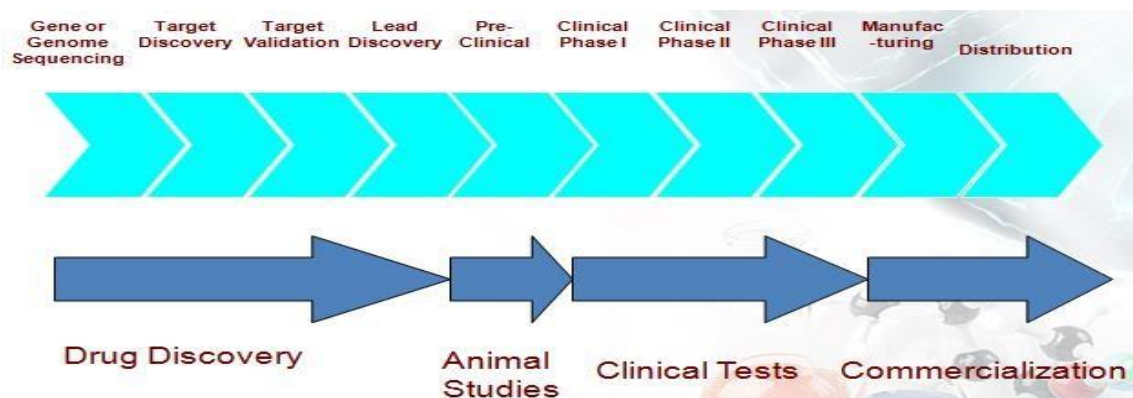 Gene or
Genome
Sequencing
Target
Discovery
Target
Validation
Lead
Discovery
Pre-
Clinical
Clinical
Phase I
Clinical
Phase II
Clinical
Phase III
Manufac
-turing
Distribution
Drug Discovery
Animal
Studies
Clinical Tests
Commercialization